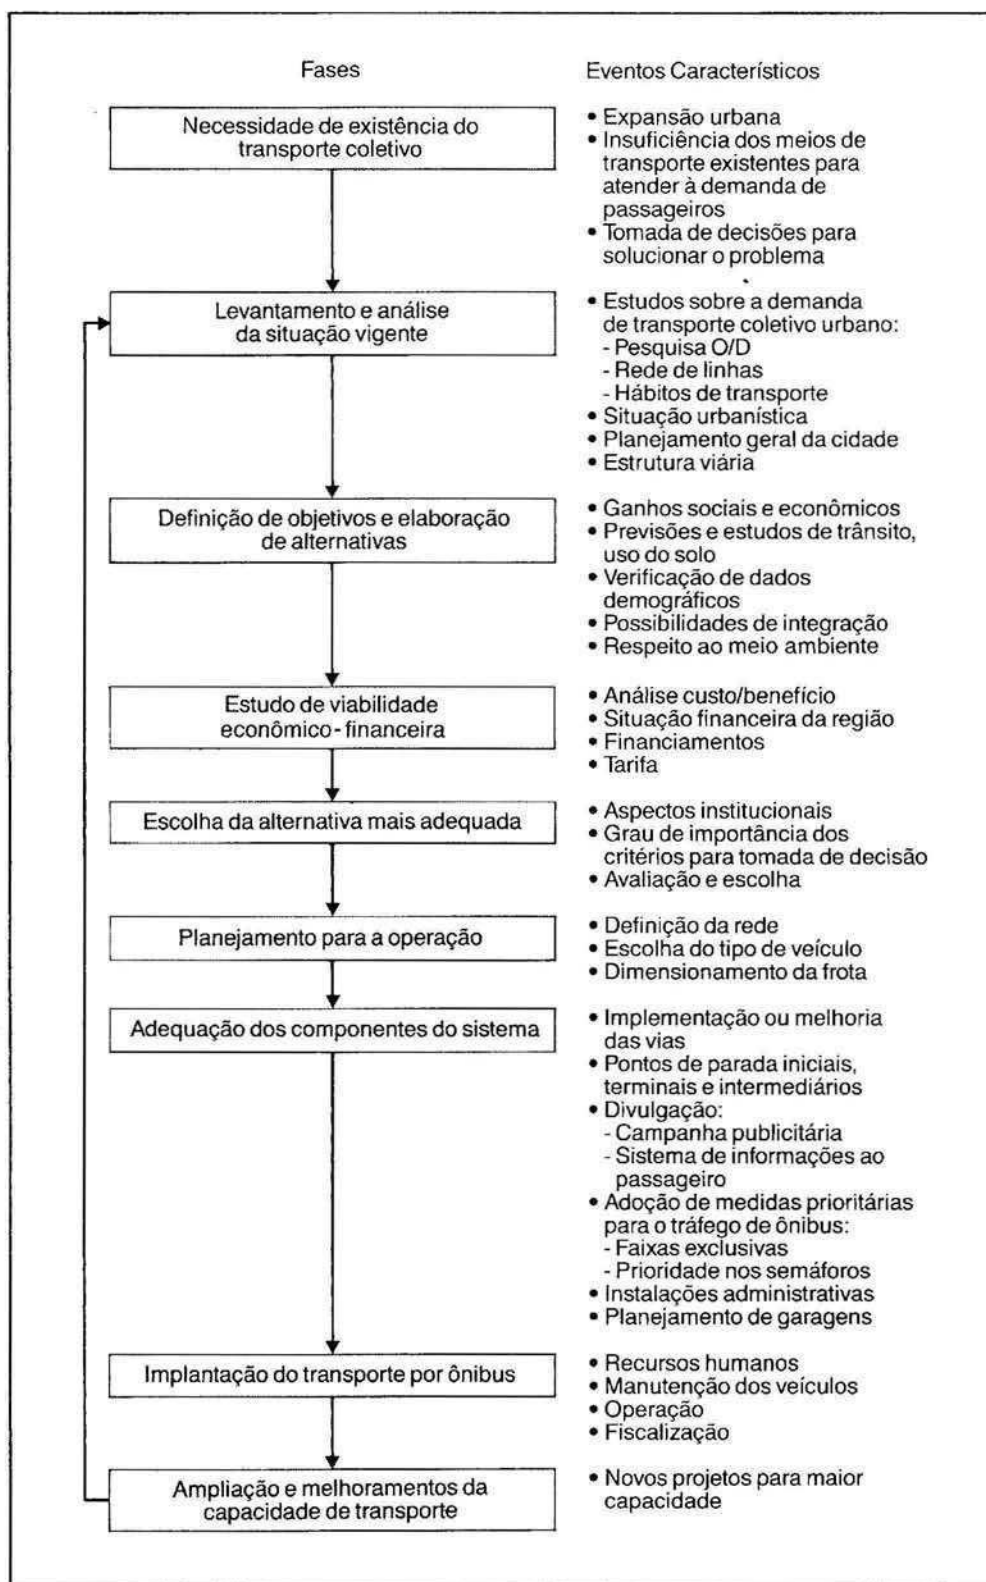 Fases
Eventos Característicos
Necessidade de existência do
transporte coletivo
• Expansão urbana
• Insuficiência dos meios de
transporte existentes para
atender à demanda de
passageiros
• Tomada de decisões para
solucionar o problema
Levantamento e análise
da situação vigente
• Estudos sobre a demanda
de transporte coletivo urbano:
- Pesquisa O/D
- Rede de linhas
- Hábitos de transporte
• Situação urbanística
• Planejamento geral da cidade
• Estrutura viária
Definição de objetivos e elaboração
de alternativas
• Ganhos sociais e econômicos
• Previsões e estudos de trânsito,
uso do solo
• Verificação de dados
demográficos
• Possibilidades de integração
• Respeito ao meio ambiente
Estudo de viabilidade
econômico - financeira
• Análise custo/benefício
• Situação financeira da região
• Financiamentos
• Tarifa
Escolha da alternativa mais adequada
• Aspectos institucionais
• Grau de importância dos
critérios para tomada de decisão
• Avaliação e escolha
Planejamento para a operação
• Definição da rede
• Escolha do tipo de veículo
• Dimensionamento da frota
Adequação dos componentes do sistema
• Implementação ou melhoria
das vias
• Pontos de parada iniciais,
terminais e intermediários
• Divulgação:
- Campanha publicitária
- Sistema de informações ao
passageiro
• Adoção de medidas prioritárias
para o tráfego de ônibus:
- Faixas exclusivas
- Prioridade nos semáforos
• Instalações administrativas
• Planejamento de garagens
Implantação do transporte por ônibus
• Recursos humanos
• Manutenção dos veículos
• Operação
• Fiscalização
Ampliação e melhoramentos da
capacidade de transporte
• Novos projetos para maior
capacidade